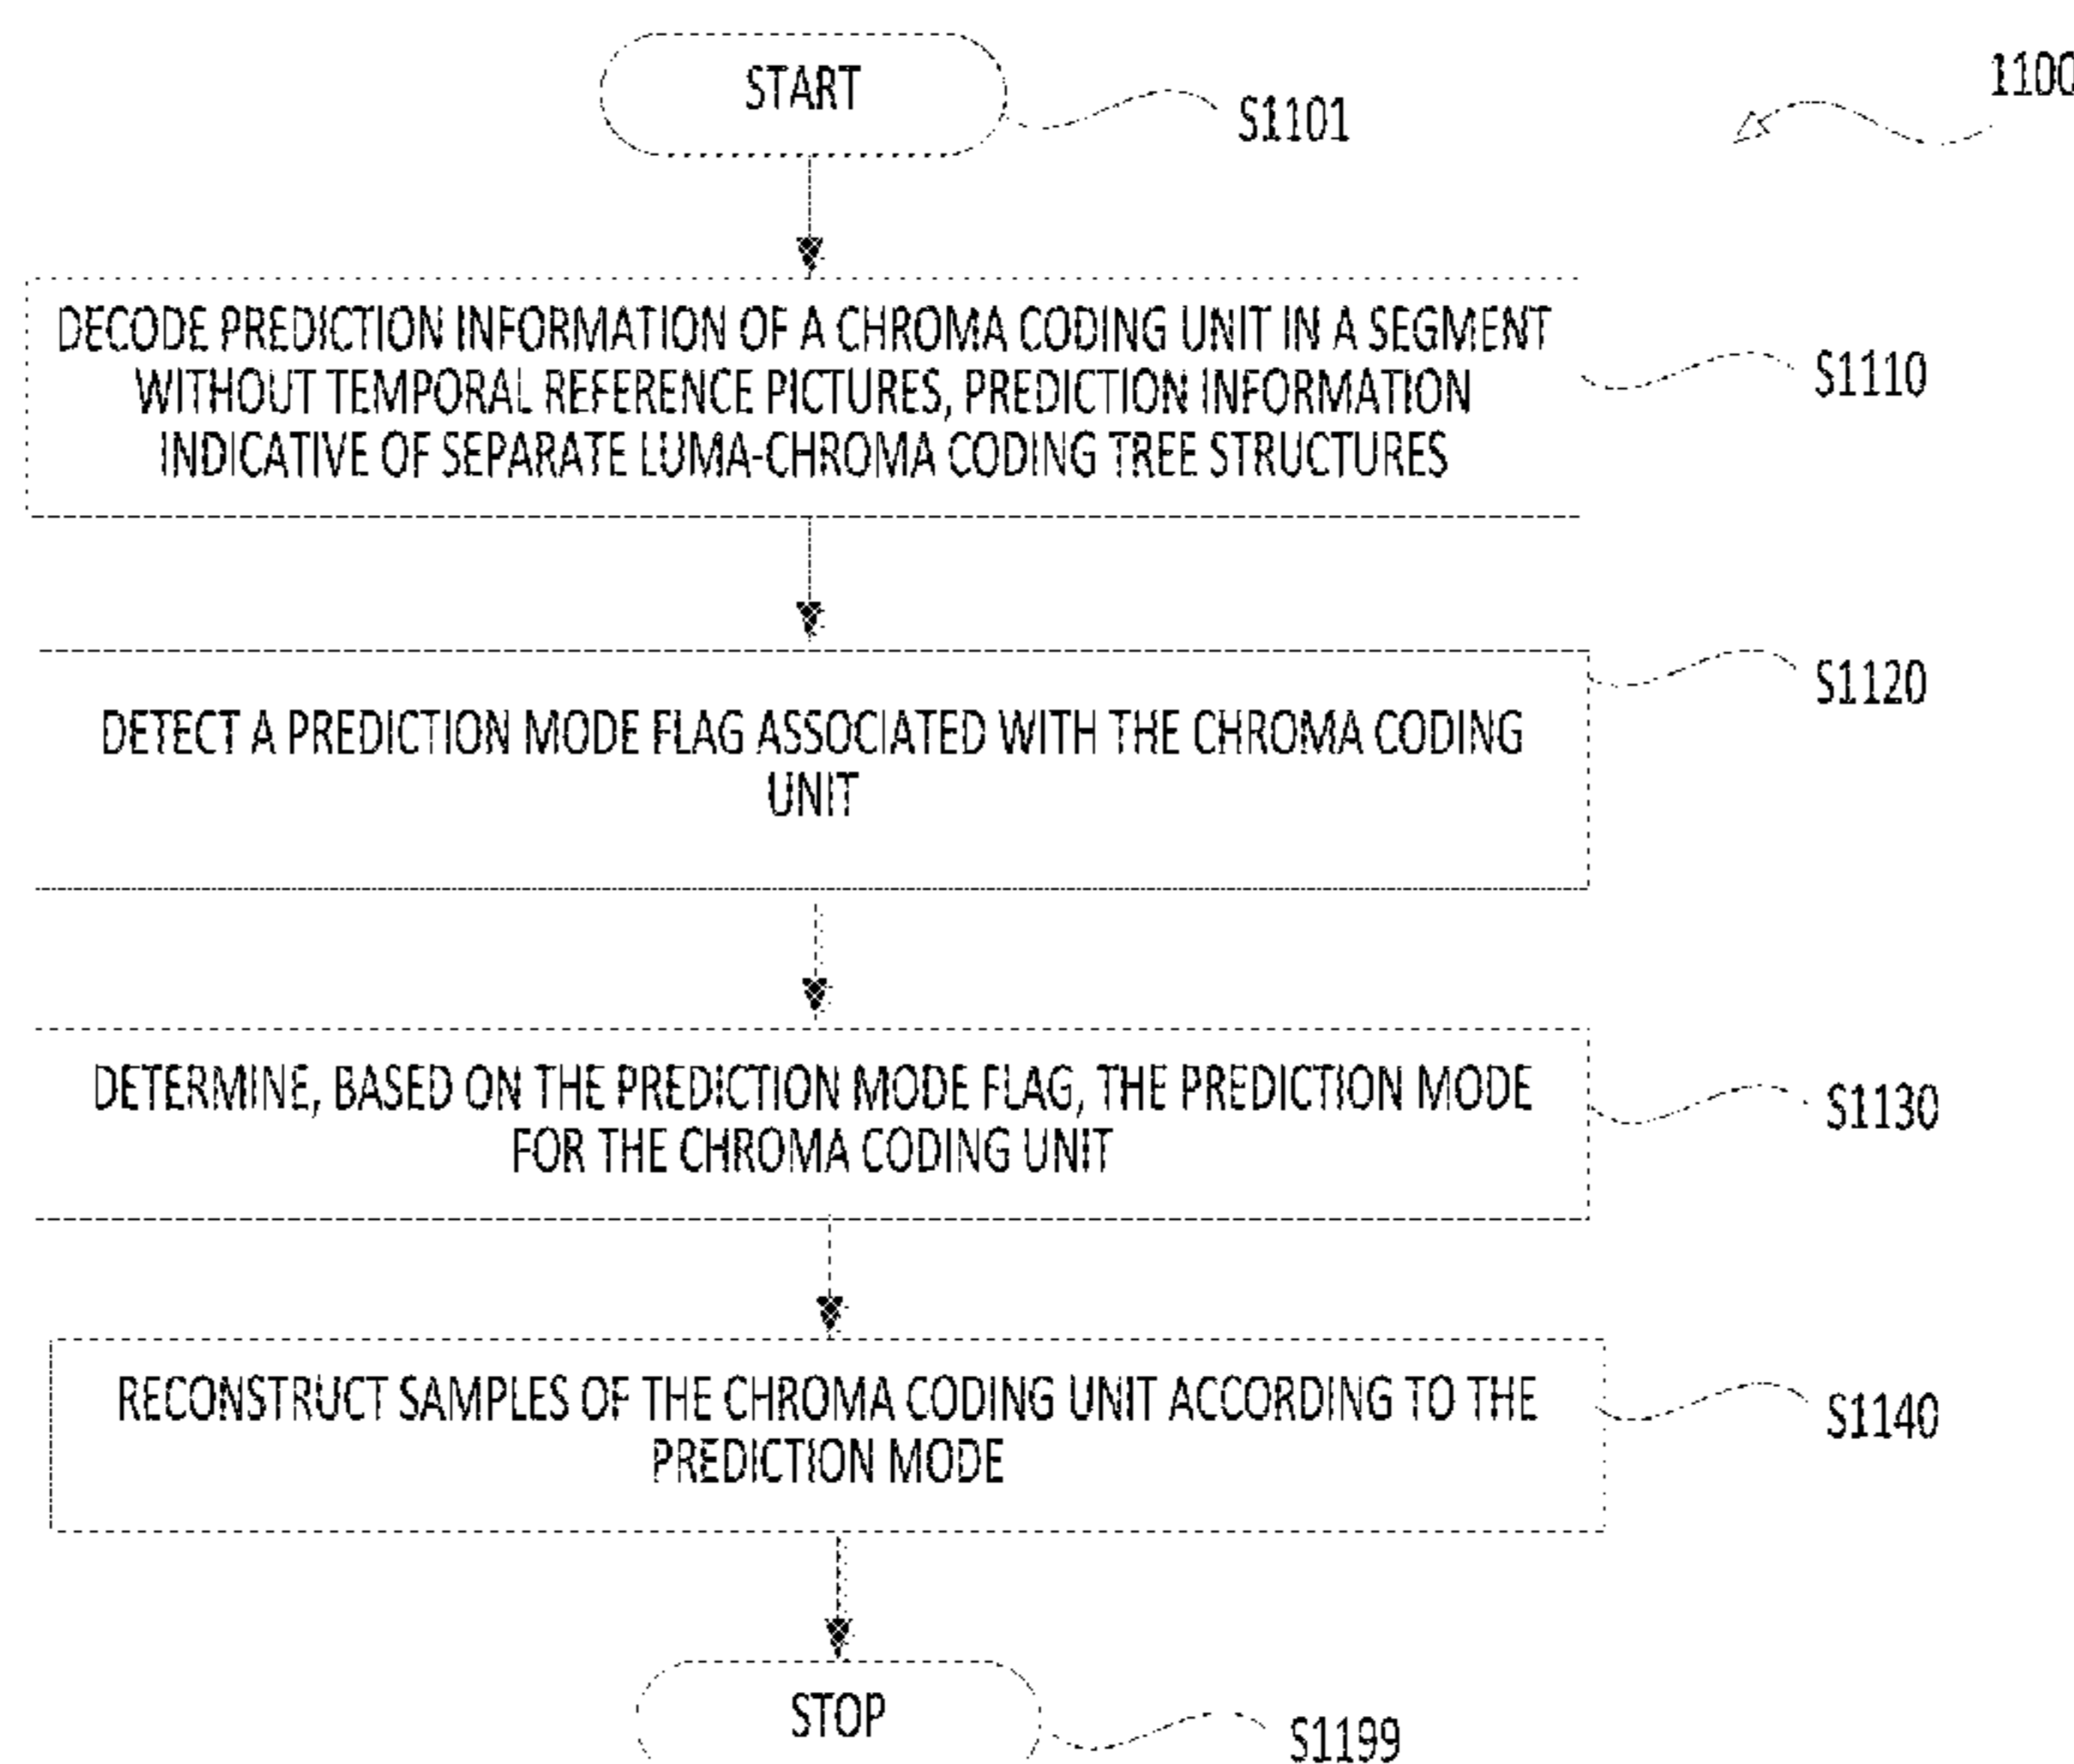 START
S1101
1100
DECODE PREDICTION INFORMATION OF A CHROMA CODING UNIT IN A SEGMENT
WITHOUT TEMPORAL REFERENCE PICTURES, PREDICTION INFORMATION
INDICATIVE OF SEPARATE LUMA-CHROMA CODING TREE STRUCTURES
S1110
DETECT A PREDICTION MODE FLAG ASSOCIATED WITH THE CHROMA CODING
UNIT
S1120
DETERMINE, BASED ON THE PREDICTION MODE FLAG, THE PREDICTION MODE
FOR THE CHROMA CODING UNIT
S1130
RECONSTRUCT SAMPLES OF THE CHROMA CODING UNIT ACCORDING TO THE
PREDICTION MODE
S1140
STOP
S1199